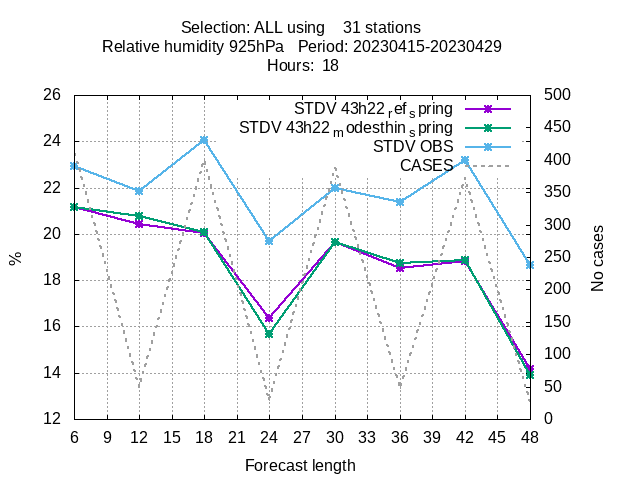 Selection: ALL using    31 stations
Relative humidity 925hPa   Period: 20230415-20230429
Hours:  18
STDV 43h22 ref spring
STDV 43h22 modesthin spring
STDV OBS
CASES
26
24
22
20
18
16
14
12
%
500
450
400
350
300
250
200
150
100
50
0
No cases
6 9 12 15 18 21 24 27 30 33 36 39 42 45 48
Forecast length